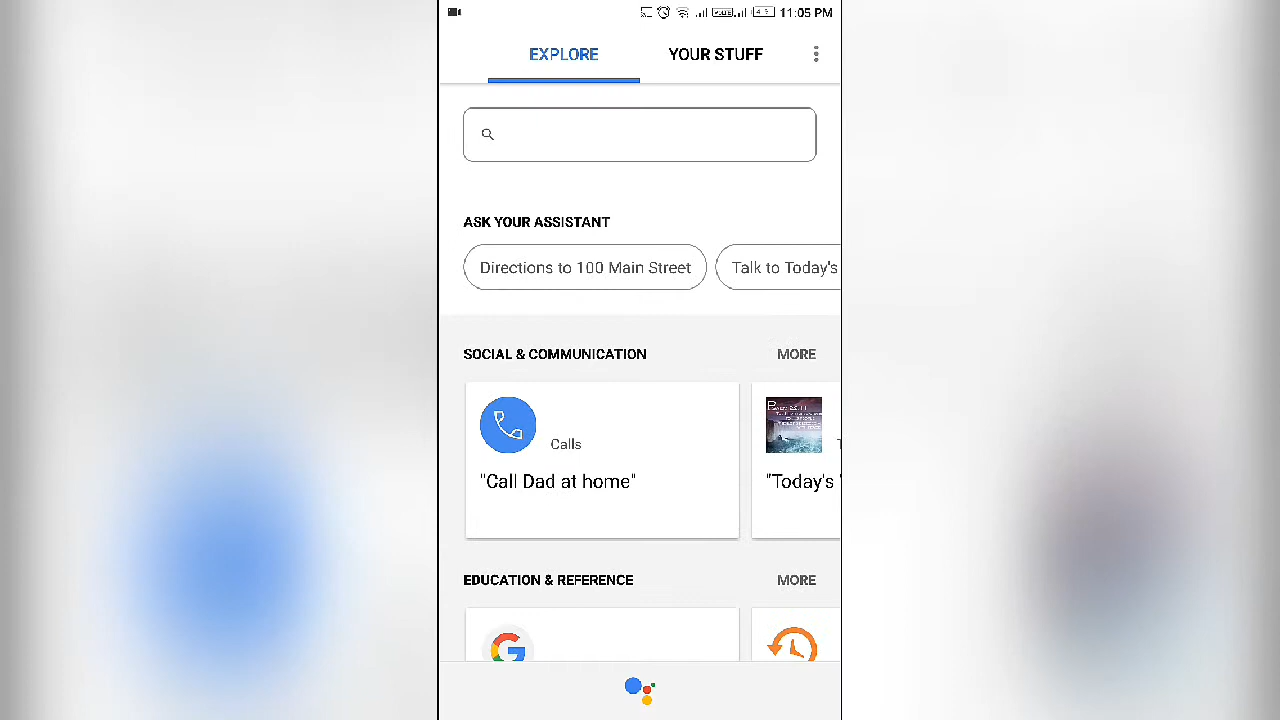 11:05 PM
EXPLORE
YOUR STUFF
ASK YOUR ASSISTANT
Directions to 100 Main Street
Talk to Today's
SOCIAL & COMMUNICATION
MORE
Calls
"Call Dad at home"
"Today's
EDUCATION & REFERENCE
MORE